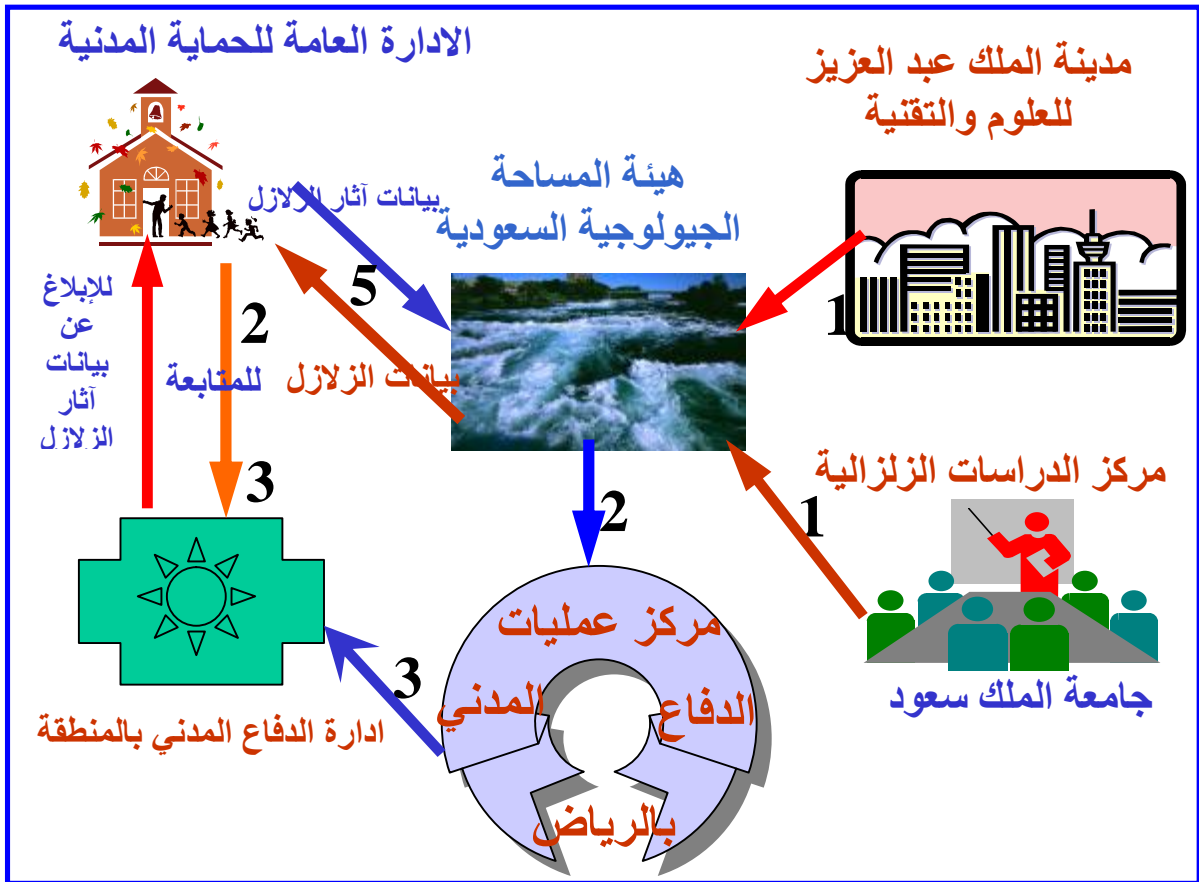 الادارة العامة للحماية المدنية
مدينة الملك عبد العزيز
للعلوم والتقنية
هيئة المساحة
الجيولوجية السعودية
بيانات آثار الزلازل
5
1
للإبلاغ
عن
بيانات
آثار
الزلازل
2
للمتابعة
بيانات الزلازل
3
2
مركز الدراسات الزلزالية
1
جامعة الملك سعود
3
ادارة الدفاع المدني بالمنطقة
مركز عمليات
الدفاع المدني
بالرياض